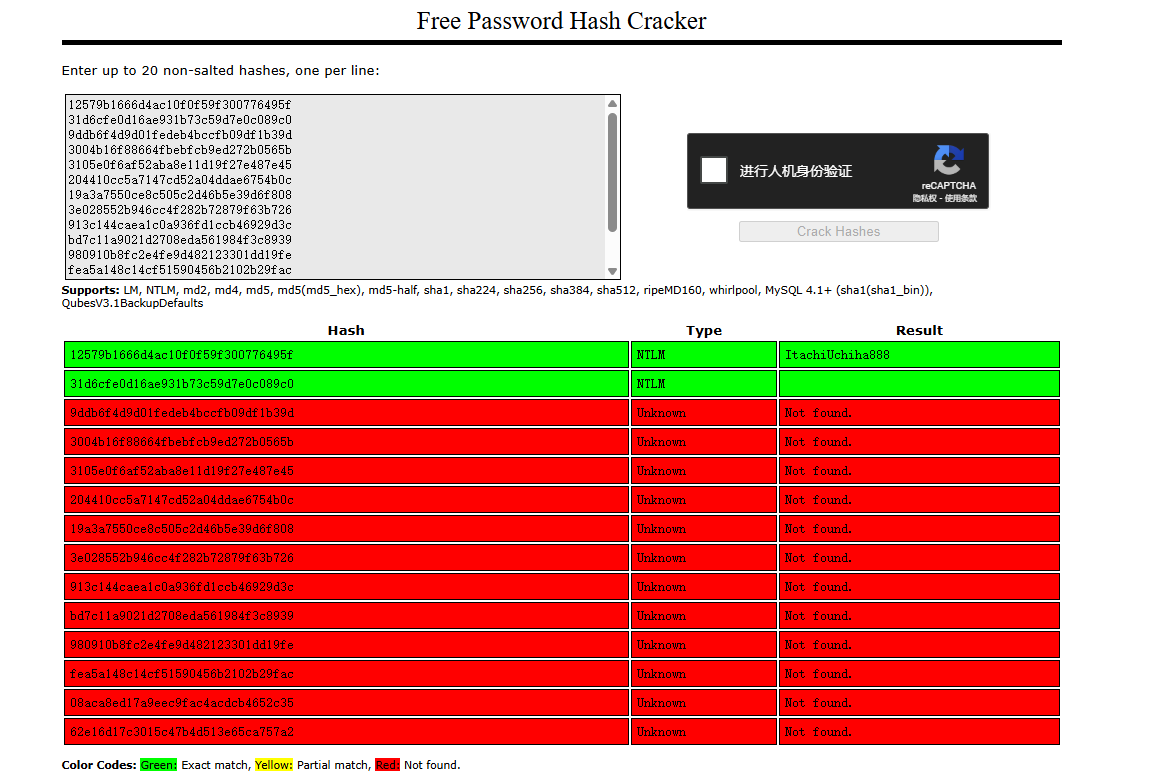 Free Password Hash Cracker
Enter up to 20 non-salted hashes, one per line:
12579b1666d4ac10f0f59f300776495f
31d6cfe0d16ae931b73c59d7e0c089c0
9ddb6f4d9d01fedeb4bccfb09df1b39d
3004b16f88664fbebfcb9ed272b0565b
3105e0f6af52aba8e11d19f27e487e45
204410cc5a7147cd52a04ddae6754b0c
19a3a7550ce8c505c2d46b5e39d6f808
3e028552b946cc4f282b72879f63b726
913c144caea1c0a936fd1ccb46929d3c
bd7c11a9021d2708eda561984f3c8939
980910b8fc2e4fe9d482123301dd19fe
fea5a148c14cf51590456b2102b29fac
进行人机身份验证
reCAPTCHA
隐私权 - 使用条款
Crack Hashes
Supports: LM, NTLM, md2, md4, md5, md5(md5_hex), md5-half, sha1, sha224, sha256, sha384, sha512, ripeMD160, whirlpool, MySQL 4.1+ (sha1(sha1_bin)),
QubesV3.1BackupDefaults
Hash Type Result
12579b1666d4ac10f0f59f300776495f NTLM ItachiUchiha888
31d6cfe0d16ae931b73c59d7e0c089c0 NTLM
9ddb6f4d9d01fedeb4bccfb09df1b39d Unknown Not found.
3004b16f88664fbebfcb9ed272b0565b Unknown Not found.
3105e0f6af52aba8e11d19f27e487e45 Unknown Not found.
204410cc5a7147cd52a04ddae6754b0c Unknown Not found.
19a3a7550ce8c505c2d46b5e39d6f808 Unknown Not found.
3e028552b946cc4f282b72879f63b726 Unknown Not found.
913c144caea1c0a936fd1ccb46929d3c Unknown Not found.
bd7c11a9021d2708eda561984f3c8939 Unknown Not found.
980910b8fc2e4fe9d482123301dd19fe Unknown Not found.
fea5a148c14cf51590456b2102b29fac Unknown Not found.
08aca8ed17a9eec9fac4acdcb4652c35 Unknown Not found.
62e16d17c3015c47b4d513e65ca757a2 Unknown Not found.
Color Codes: Green: Exact match, Yellow: Partial match, Red: Not found.